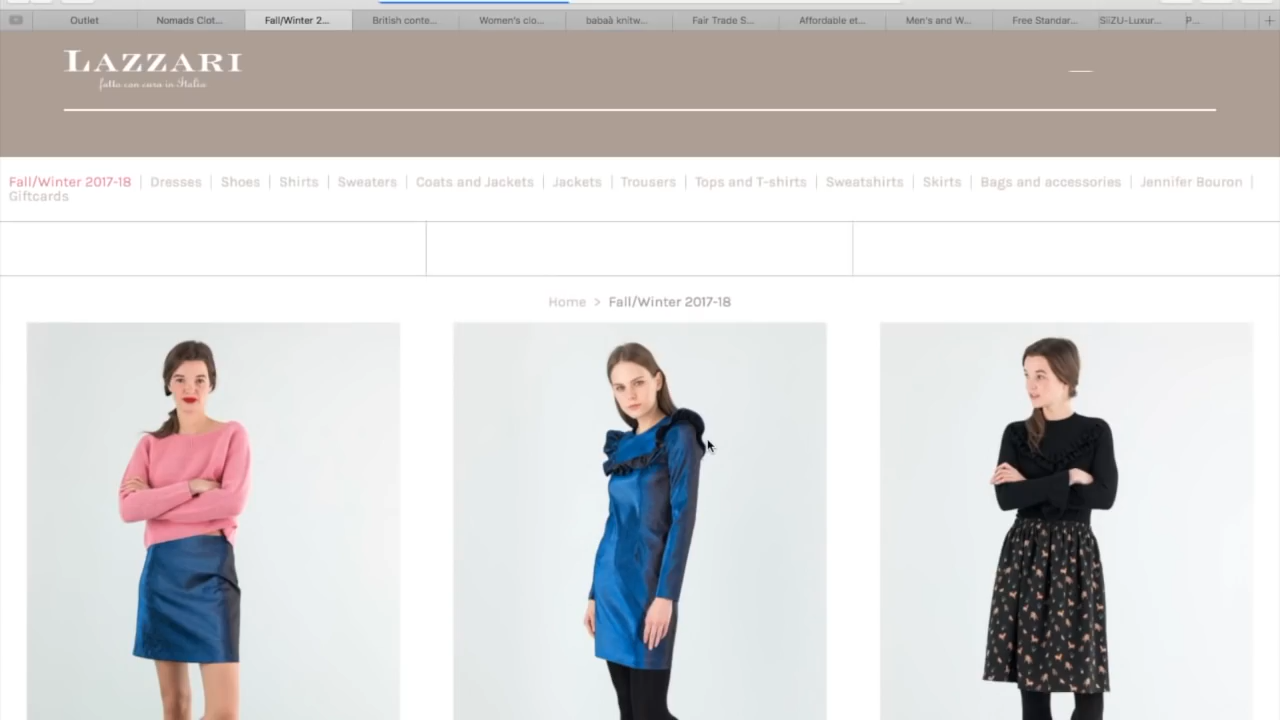 Outlet
Nomads Clot...
Fall/Winter 2...
British conte...
Women's clo...
babaà knitw...
Fair Trade S...
Affordable et...
Men's and W...
Free Standar...
SiiZU-Luxur...
P...
LAZZARI
fatto con cura in Italia
Fall/Winter 2017-18 | Dresses | Shoes | Shirts | Sweaters | Coats and Jackets | Jackets | Trousers | Tops and T-shirts | Sweatshirts | Skirts | Bags and accessories | Jennifer Bouron |
Giftcards
Home > Fall/Winter 2017-18